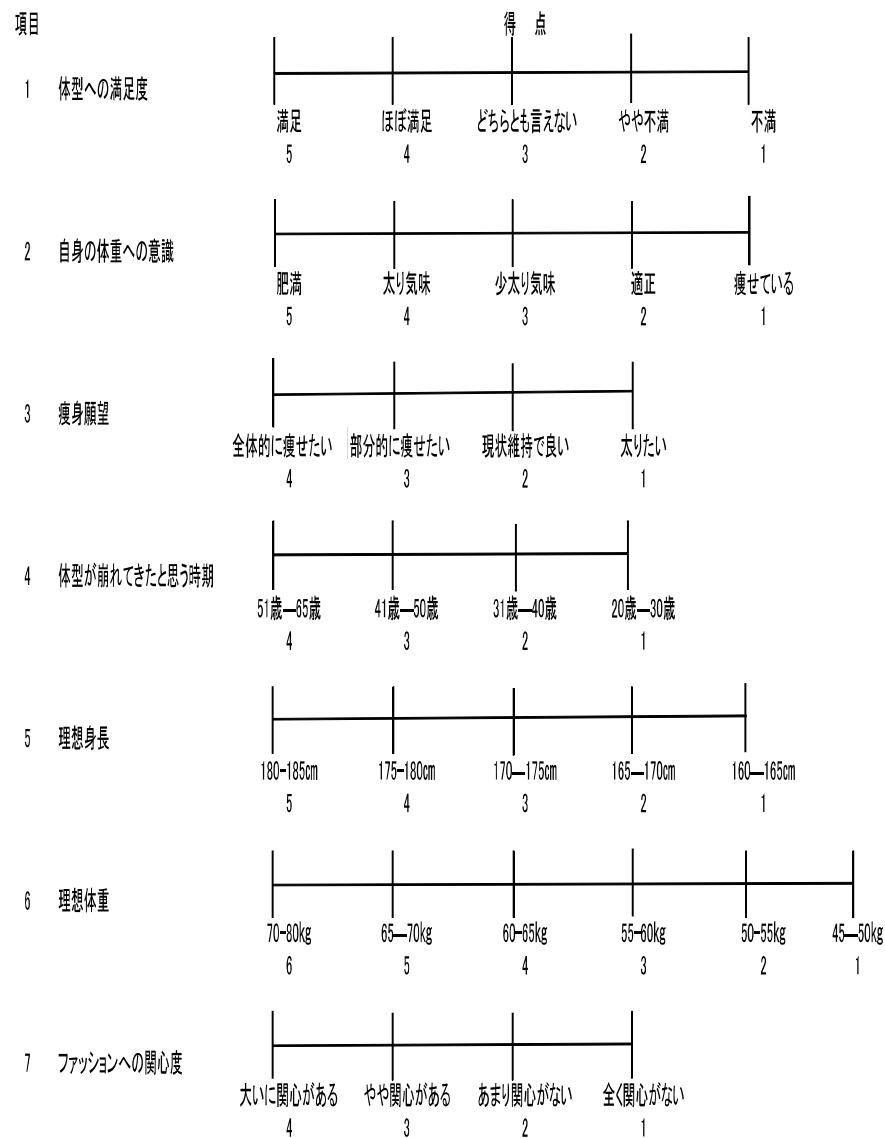 項目 得 点
1 体型への満足度
満足 ほぼ満足 どちらとも言えない やや不満 不満
5 4 3 2 1
2 自身の体重への意識
肥満 太り気味 少太り気味 適正 痩せている
5 4 3 2 1
3 痩身願望
全体的に痩せたい 部分的に痩せたい 現状維持で良い 太りたい
4 3 2 1
4 体型が崩れてきたと思う時期
51歳―65歳 41歳―50歳 31歳―40歳 20歳―30歳
4 3 2 1
5 理想身長
180-185㎝ 175-180㎝ 170―175㎝ 165―170㎝ 160―165㎝
5 4 3 2 1
6 理想体重
70-80㎏ 65―70㎏ 60-65㎏ 55-60㎏ 50-55㎏ 45―50㎏
6 5 4 3 2 1
7 ファッションへの関心度
大いに関心がある やや関心がある あまり関心がない 全く関心がない
4 3 2 1